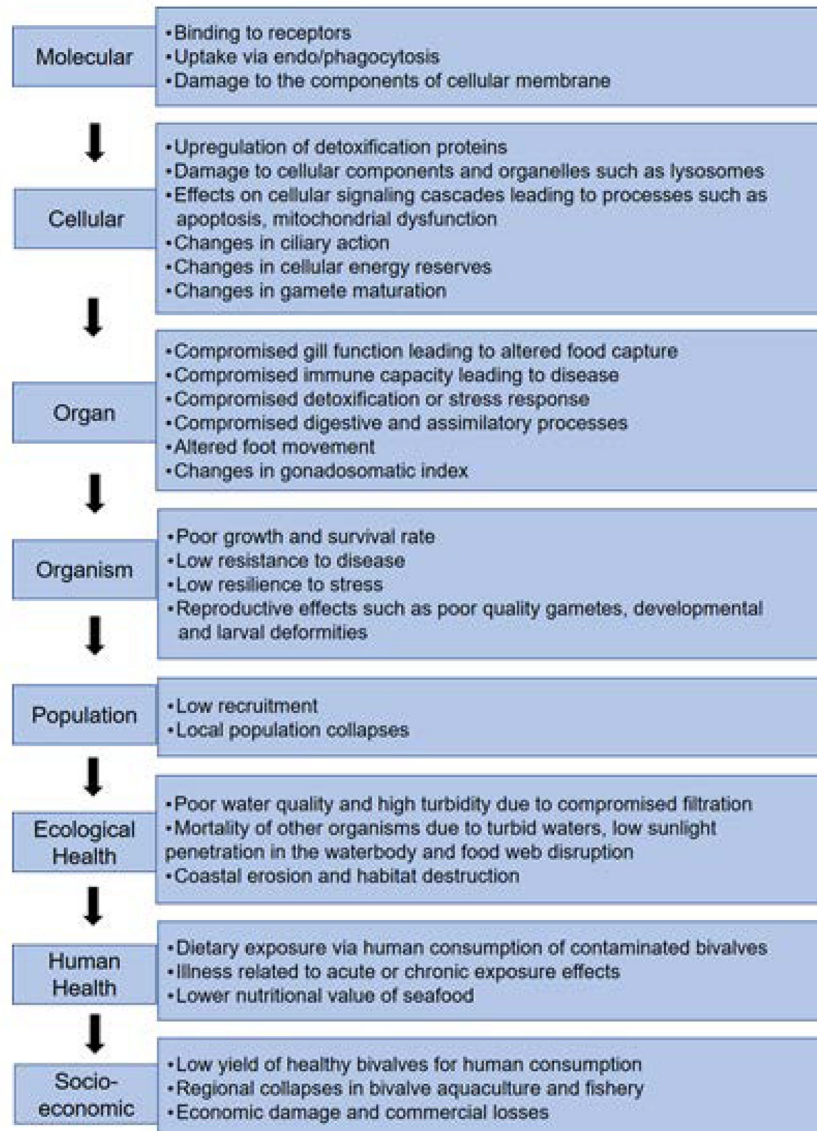 Molecular
•Binding to receptors
•Uptake via endo/phagocytosis
•Damage to the components of cellular membrane
Cellular
•Upregulation of detoxification proteins
•Damage to cellular components and organelles such as lysosomes
•Effects on cellular signaling cascades leading to processes such as
apoptosis, mitochondrial dysfunction
•Changes in ciliary action
•Changes in cellular energy reserves
•Changes in gamete maturation
Organ
•Compromised gill function leading to altered food capture
•Compromised immune capacity leading to disease
•Compromised detoxification or stress response
•Compromised digestive and assimilatory processes
•Altered foot movement
•Changes in gonadosomatic index
Organism
•Poor growth and survival rate
•Low resistance to disease
•Low resilience to stress
•Reproductive effects such as poor quality gametes, developmental
and larval deformities
Population
•Low recruitment
•Local population collapses
Ecological
Health
•Poor water quality and high turbidity due to compromised filtration
•Mortality of other organisms due to turbid waters, low sunlight
penetration in the waterbody and food web disruption
•Coastal erosion and habitat destruction
Human
Health
•Dietary exposure via human consumption of contaminated bivalves
•Illness related to acute or chronic exposure effects
•Lower nutritional value of seafood
Socio-
economic
•Low yield of healthy bivalves for human consumption
•Regional collapses in bivalve aquaculture and fishery
•Economic damage and commercial losses